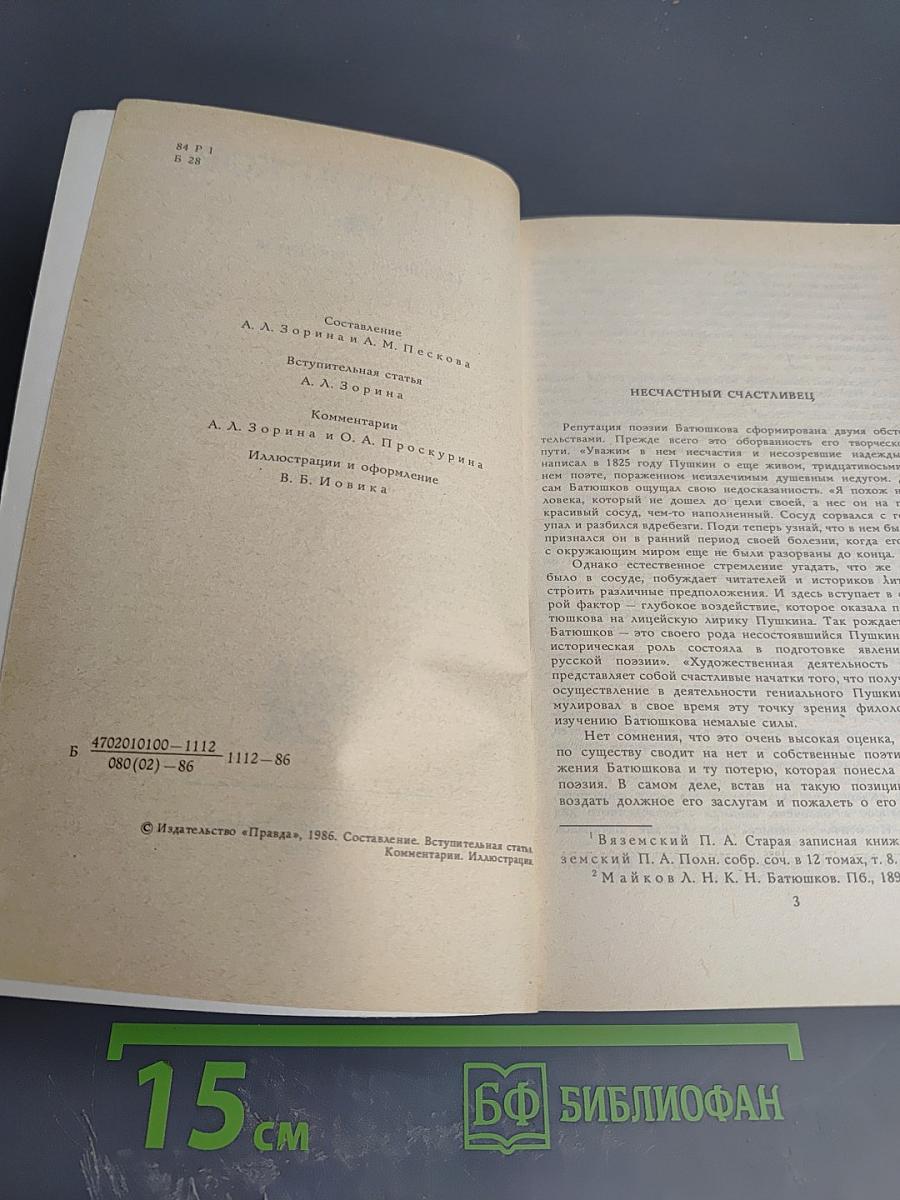 84 Р 1
Б 28
Составление
А. Л. Зорина и А. М. Пескова
Вступительная статья
А. Л. Зорина
Комментарии
А. Л. Зорина и О. А. Проскурина
Иллюстрации и оформление
В. Б. Иовика
Б 4702010100—1112
080(02)—86
1112—86
© Издательство «Правда», 1986. Составление. Вступительная статья.
Комментарии. Иллюстрации.
НЕСЧАСТНЫЙ СЧАСТЛИВЕЦ
Репутация поэзии Батюшкова сформирована двумя обсто
тельствами. Прежде всего это оборванность его творческо
пути. «Уважим в нем несчастия и несозревшие надежды
написал в 1825 году Пушкин о еще живом, тридцативосьми
нем поэте, пораженном неизлечимым душевным недугом.
сам Батюшков ощущал свою недосказанность. «Я похож н
ловека, который не дошел до цели своей, а нес он на г
красивый сосуд, чем-то наполненный. Сосуд сорвался с го
упал и разбился вдребезги. Поди теперь узнай, что в нем бы
признался он в ранний период своей болезни, когда его
с окружающим миром еще не были разорваны до конца.
Однако естественное стремление угадать, что же
было в сосуде, побуждает читателей и историков лит
строить различные предположения. И здесь вступает в
рой фактор — глубокое воздействие, которое оказала п
тюшкова на лицейскую лирику Пушкина. Так рождает
Батюшков — это своего рода несостоявшийся Пушкин
историческая роль состояла в подготовке явлени
русской поэзии». «Художественная деятельность
представляет собой счастливые начатки того, что получ
осуществление в деятельности гениального Пушкин
мулировал в свое время эту точку зрения филоло
изучению Батюшкова немалые силы.
Нет сомнения, что это очень высокая оценка,
по существу сводит на нет и собственные поэти
жения Батюшкова и ту потерю, которая понесла
поэзия. В самом деле, встав на такую позици
воздать должное его заслугам и пожалеть о его
1 Вяземский П. А. Старая записная книж
земский П. А. Полн. собр. соч. в 12 томах, т. 8.
2 Майков Л. Н. К. Н. Батюшков. Пб., 189
3
15 см
БФ БИБЛИОФАН